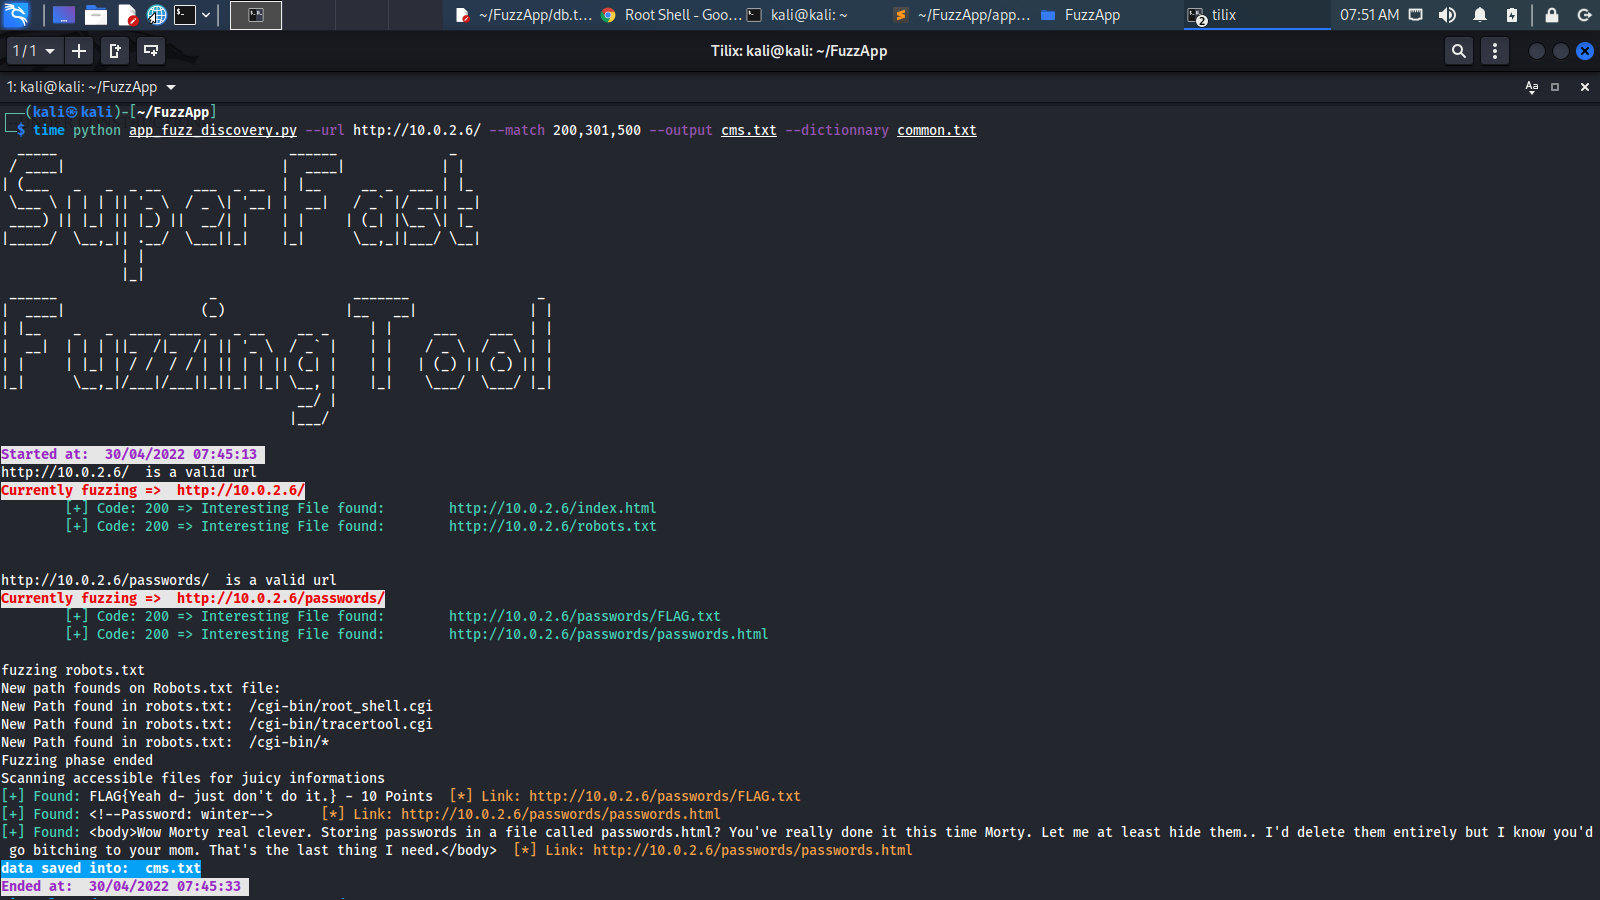 ~/FuzzApp/db.t...
Root Shell - Goo...
kali@kali: ~
~/FuzzApp/app...
FuzzApp
2
tilix
07:51 AM
1 / 1
Tilix: kali@kali: ~/FuzzApp
1: kali@kali: ~/FuzzApp
Aa
(kali㉿kali)-[~/FuzzApp]
$ time python app_fuzz_discovery.py --url http://10.0.2.6/ --match 200,301,500 --output cms.txt --dictionnary common.txt
SuperFast
FuzzingTool
Started at:  30/04/2022 07:45:13
http://10.0.2.6/  is a valid url
Currently fuzzing =>  http://10.0.2.6/
[+] Code: 200 => Interesting File found:        http://10.0.2.6/index.html
[+] Code: 200 => Interesting File found:        http://10.0.2.6/robots.txt
http://10.0.2.6/passwords/  is a valid url
Currently fuzzing =>  http://10.0.2.6/passwords/
[+] Code: 200 => Interesting File found:        http://10.0.2.6/passwords/FLAG.txt
[+] Code: 200 => Interesting File found:        http://10.0.2.6/passwords/passwords.html
fuzzing robots.txt
New path founds on Robots.txt file:
New Path found in robots.txt:  /cgi-bin/root_shell.cgi
New Path found in robots.txt:  /cgi-bin/tracertool.cgi
New Path found in robots.txt:  /cgi-bin/*
Fuzzing phase ended
Scanning accessible files for juicy informations
[+] Found: FLAG{Yeah d- just don't do it.} - 10 Points  [*] Link: http://10.0.2.6/passwords/FLAG.txt
[+] Found: <!--Password: winter-->      [*] Link: http://10.0.2.6/passwords/passwords.html
[+] Found: <body>Wow Morty real clever. Storing passwords in a file called passwords.html? You've really done it this time Morty. Let me at least hide them.. I'd delete them entirely but I know you'd
go bitching to your mom. That's the last thing I need.</body>  [*] Link: http://10.0.2.6/passwords/passwords.html
data saved into:  cms.txt
Ended at:  30/04/2022 07:45:33